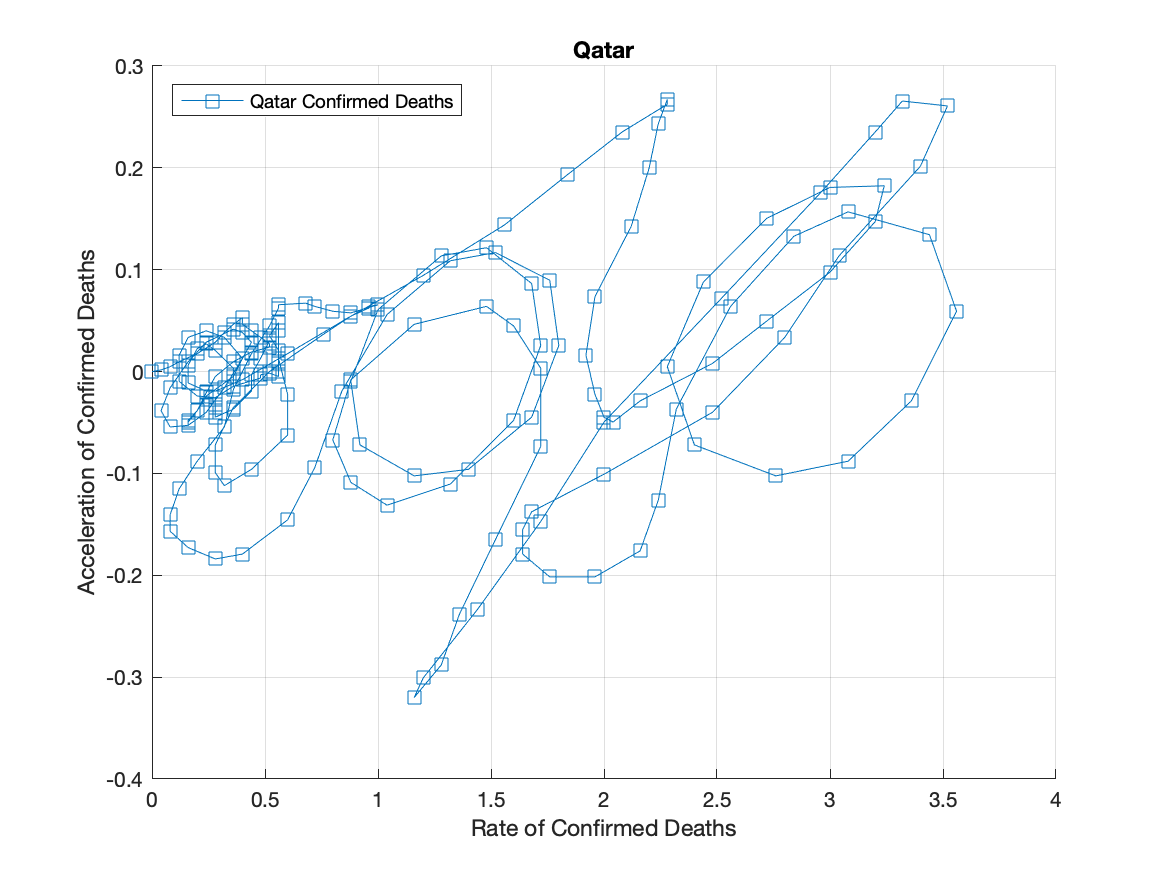 Qatar
Qatar Confirmed Deaths
Acceleration of Confirmed Deaths
0.3
0.2
0.1
0
-0.1
-0.2
-0.3
-0.4
0 0.5 1 1.5 2 2.5 3 3.5 4
Rate of Confirmed Deaths